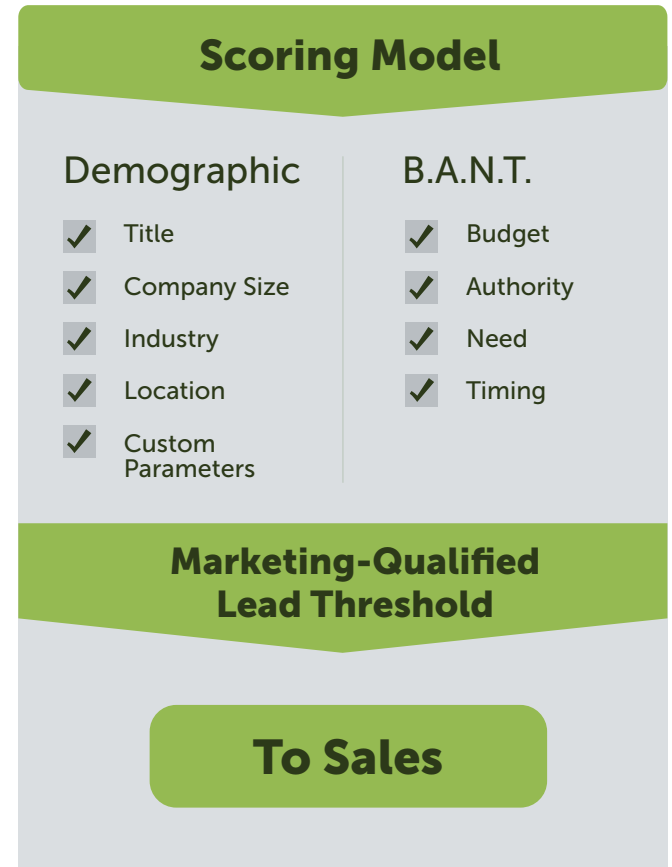 Scoring Model
Demographic
Title
Company Size
Industry
Location
Custom
Parameters
B.A.N.T.
Budget
Authority
Need
Timing
Marketing-Qualified
Lead Threshold
To Sales